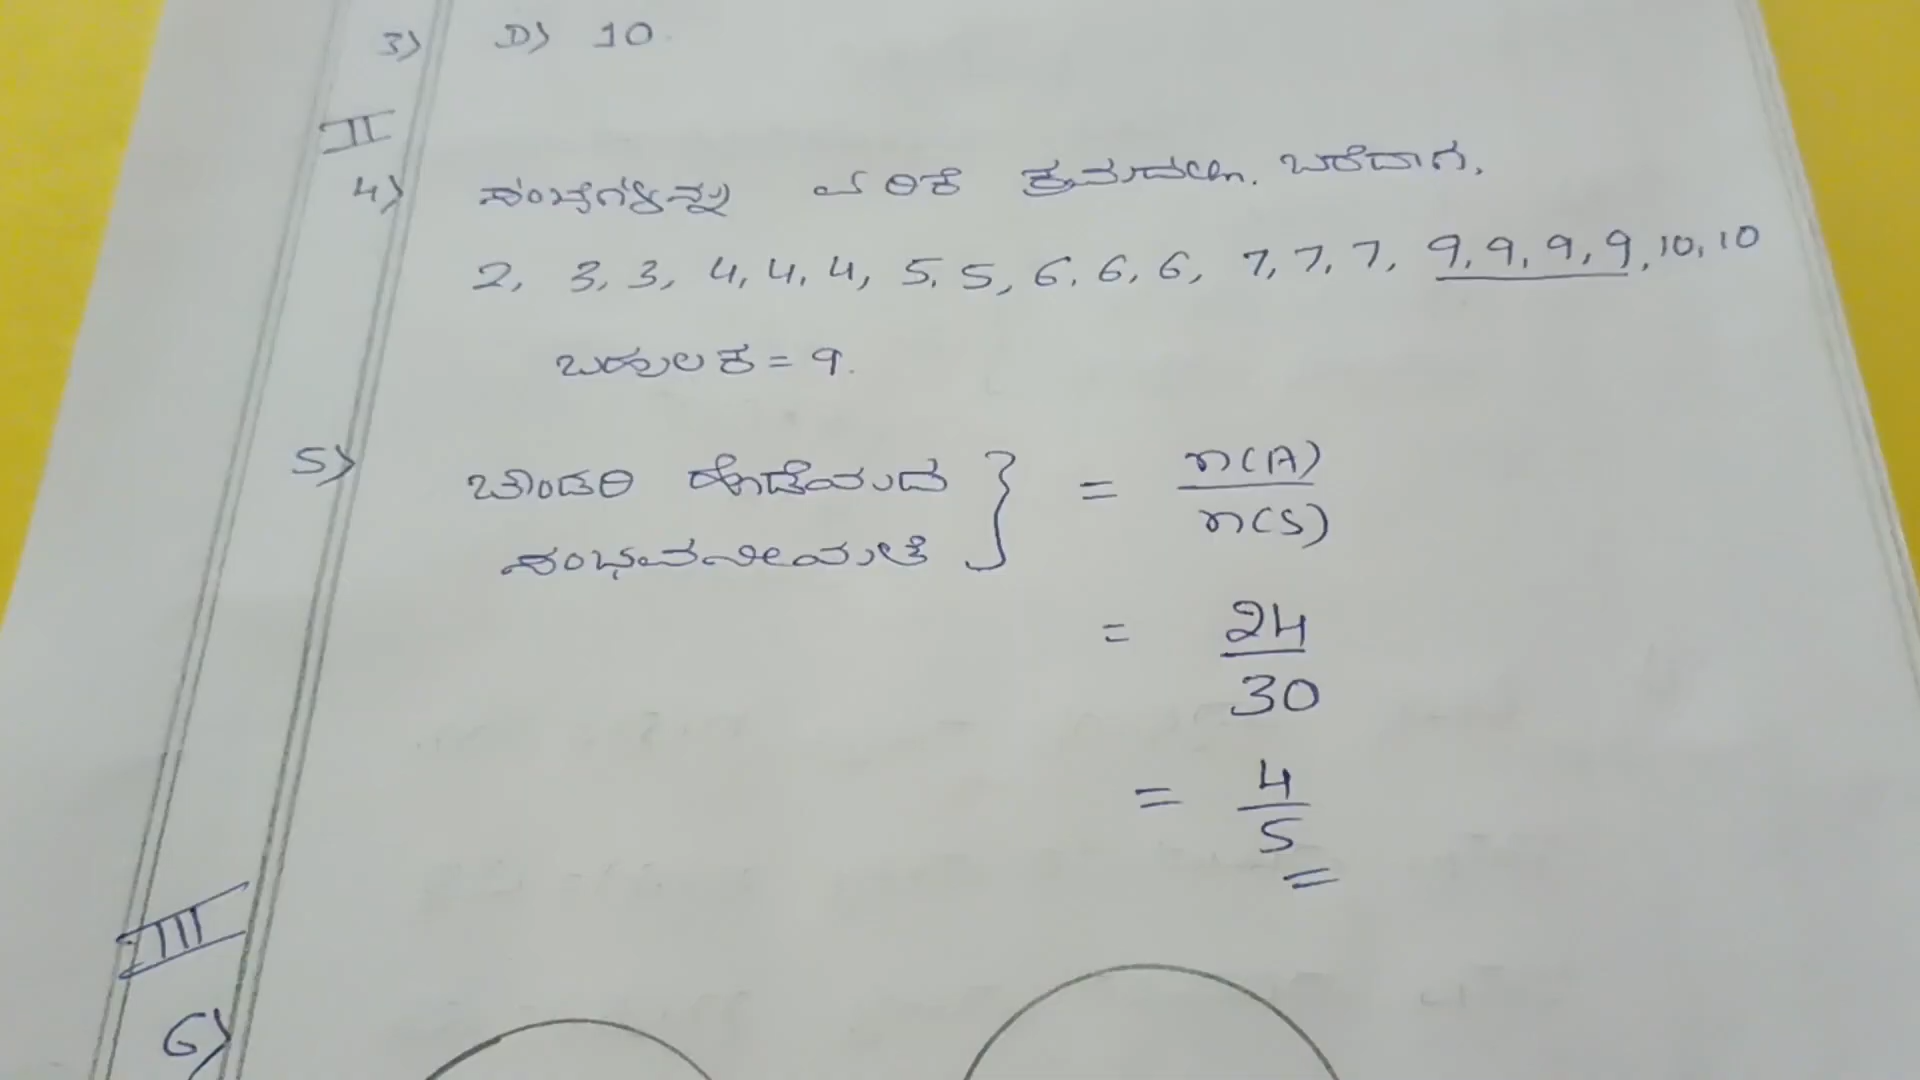 3) D) 10.
II
4) ಸಂಖ್ಯೆಗಳನ್ನು ಏರಿಕೆ ಕ್ರಮದಲ್ಲಿ. ಬರೆದಾಗ,
2, 3, 3, 4, 4, 4, 5, 5, 6, 6, 6, 7, 7, 7, 9, 9, 9, 9, 10, 10
ಬಹುಲಕ = 9.
5) ಬೌಂಡರಿ ಹೊಡೆಯದ } = n(A)/n(S)
ಸಂಭವನೀಯತೆ
= 24/30
= 4/5
III
6)